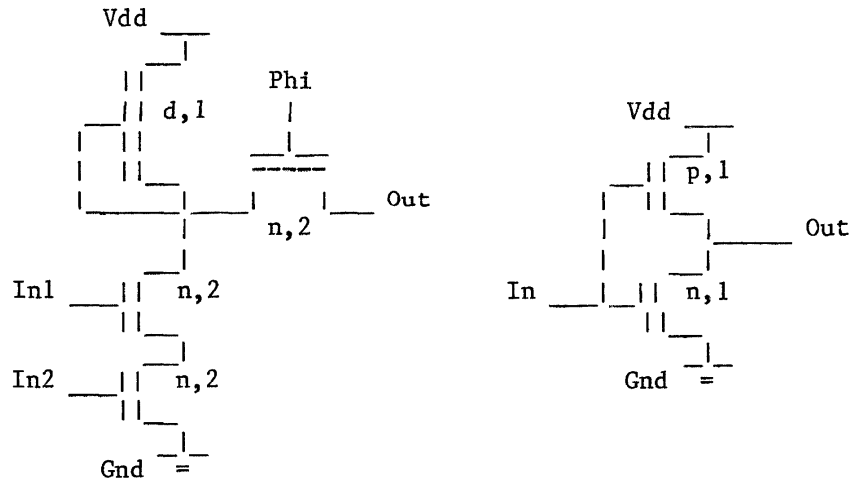 Vdd
d,1
Phi
Out
n,2
In1
n,2
In2
n,2
Gnd
Vdd
p,1
Out
In
n,1
Gnd